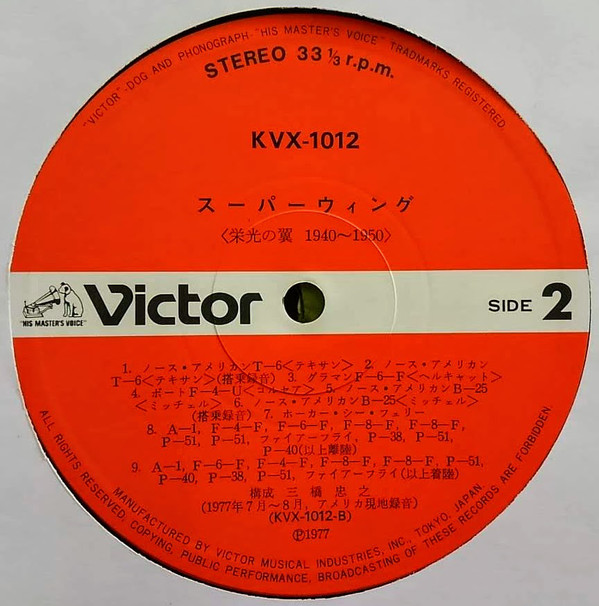 "VICTOR"-DOG AND PHONOGRAPH-"HIS MASTER'S VOICE" TRADMARKS REGISTERED.
STEREO 33 1/3 r.p.m.
KVX-1012
スーパーウィング
〈栄光の翼 1940〜1950〉
"HIS MASTER'S VOICE"
Victor
SIDE 2
1. ノース・アメリカンT—6<テキサン> 2. ノース・アメリカン
T—6<テキサン>(搭乗録音) 3. グラマンF—6—F<ヘルキャット>
4. ボートF—4—U<コルセア> 5. ノース・アメリカンB—25
<ミッチェル> 6. ノース・アメリカンB—25<ミッチェル>
(搭乗録音) 7. ホーカー・シー・フェリー
8. A—1, F—4—F, F—6—F, F—8—F, F—8—F,
P—51, P—51, ファイアーフライ, P—38, P—51,
P—40(以上離陸)
9. A—1, F—6—F, F—4—F, F—8—F, F—8—F, P—51,
P—40, P—38, P—51, ファイアーフライ(以上着陸)
構成 三橋忠之
(1977年7月〜8月, アメリカ現地録音)
(KVX-1012-B)
Ⓟ1977
MANUFACTURED BY VICTOR MUSICAL INDUSTRIES, INC., TOKYO, JAPAN.
ALL RIGHTS RESERVED, COPYING, PUBLIC PERFORMANCE, BROADCASTING OF THESE RECORDS ARE FORBIDDEN.